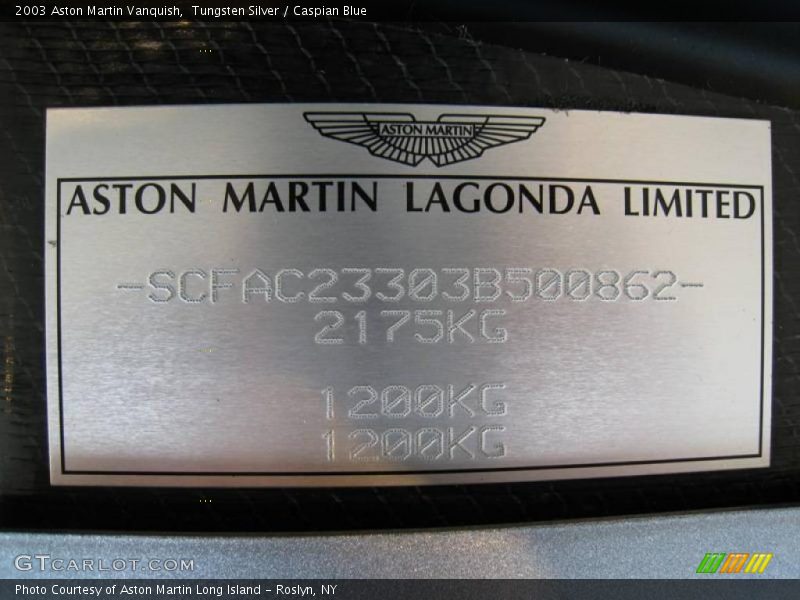 2003 Aston Martin Vanquish,  Tungsten Silver / Caspian Blue
ASTON MARTIN
ASTON MARTIN LAGONDA LIMITED
-SCFAC23303B500862-
2175KG
1200KG
1200KG
GTCARLOT.COM
Photo Courtesy of Aston Martin Long Island - Roslyn, NY